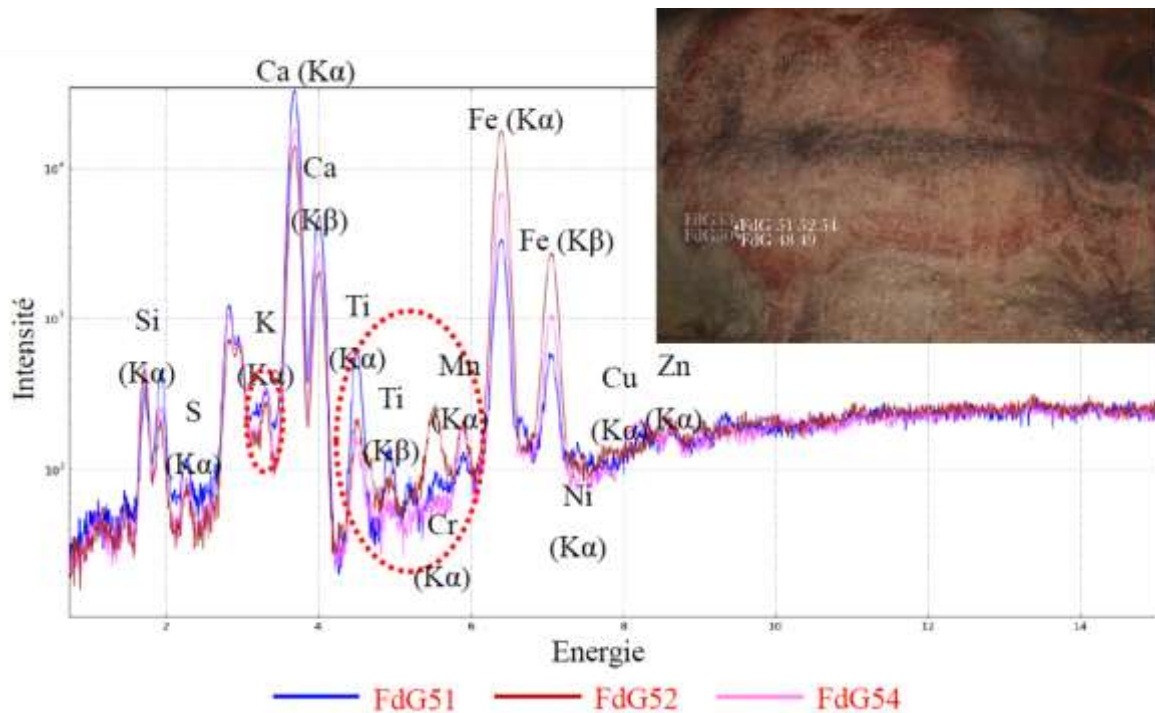 Ca (Kα)
Fe (Kα)
Ca
(Kβ)
Fe (Kβ)
FdG 51 52 54
FdG 48 49
Si
K
Ti
(Kα)
(Kα)
(Kα)
Mn
Zn
Cu
S
Ti
(Kα)
(Kα)
(Kα)
(Kα)
(Kβ)
Cr
Ni
(Kα)
(Kα)
10⁴
10³
10²
Intensité
2 4 6 8 10 12 14
Energie
FdG51 FdG52 FdG54